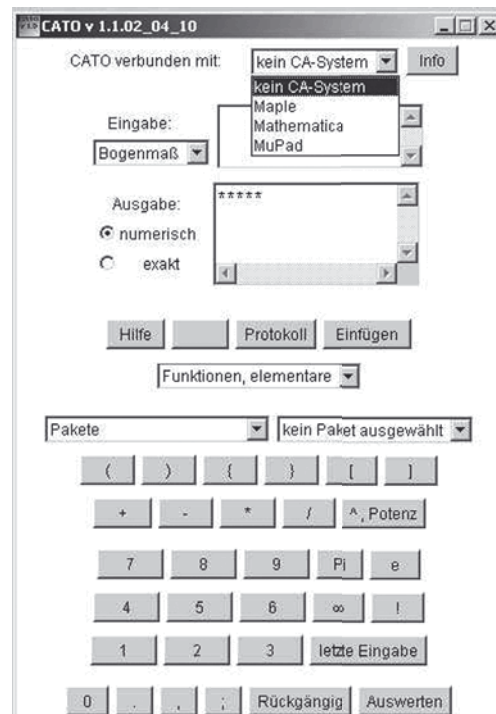 CATO v 1.1.02_04_10
CATO verbunden mit: kein CA-System Info
kein CA-System
Maple
Mathematica
MuPad
Eingabe:
Bogenmaß
Ausgabe:
*****
numerisch
exakt
Hilfe Protokoll Einfügen
Funktionen, elementare
Pakete kein Paket ausgewählt
( ) { } [ ]
+ - * / ^, Potenz
7 8 9 Pi e
4 5 6 ∞ !
1 2 3 letzte Eingabe
0 . , ; Rückgängig Auswerten